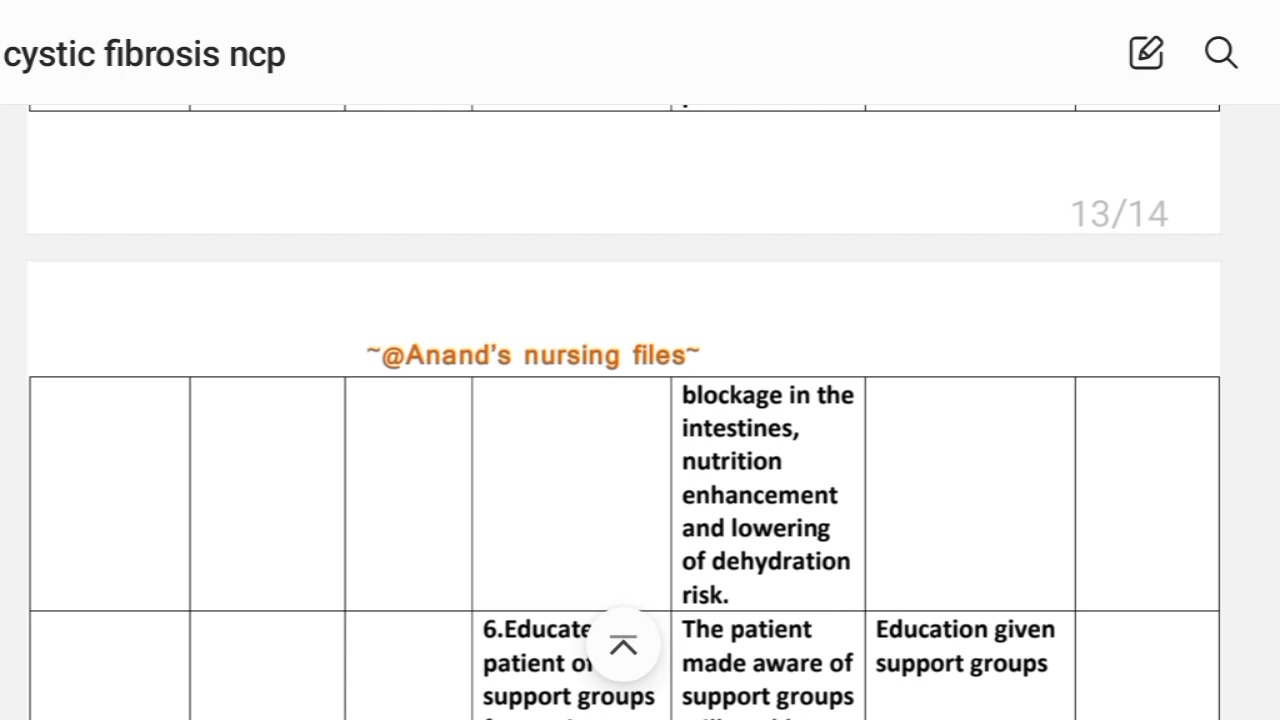 cystic fibrosis ncp
13/14
~@Anand's nursing files~
blockage in the
intestines,
nutrition
enhancement
and lowering
of dehydration
risk.
6.Educate
patient
support groups
The patient
made aware of
support groups
Education given
support groups